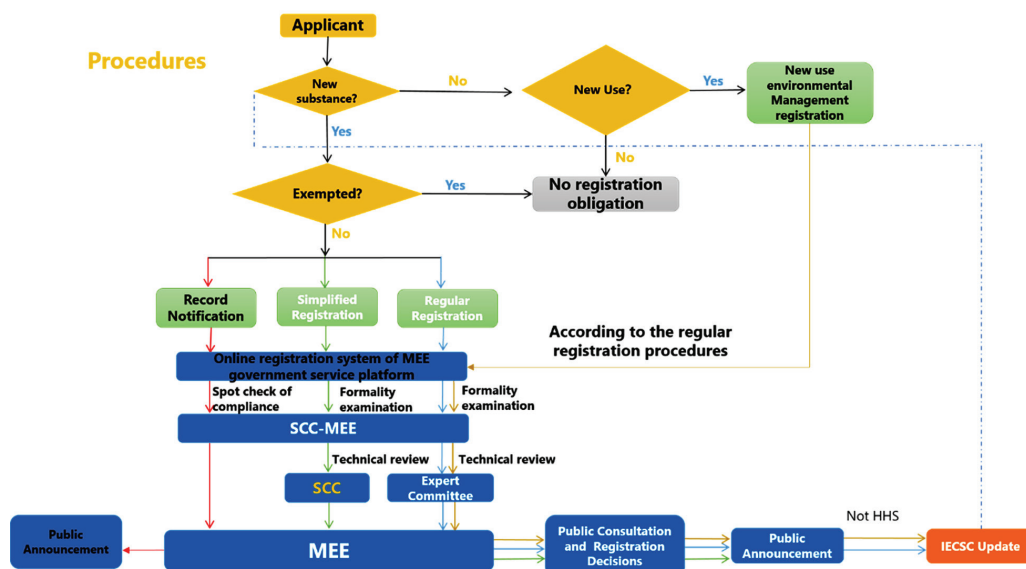 Applicant
Procedures
New
substance?
No
New Use?
Yes
New use
environmental
Management
registration
Yes
No
Exempted?
Yes
No registration
obligation
No
Record
Notification
Simplified
Registration
Regular
Registration
According to the regular
registration procedures
Online registration system of MEE
government service platform
Spot check of
compliance
Formality
examination
Formality
examination
SCC-MEE
Technical review
Technical review
SCC
Expert
Committee
Public
Announcement
MEE
Public Consultation
and Registration
Decisions
Public
Announcement
Not HHS
IECSC Update